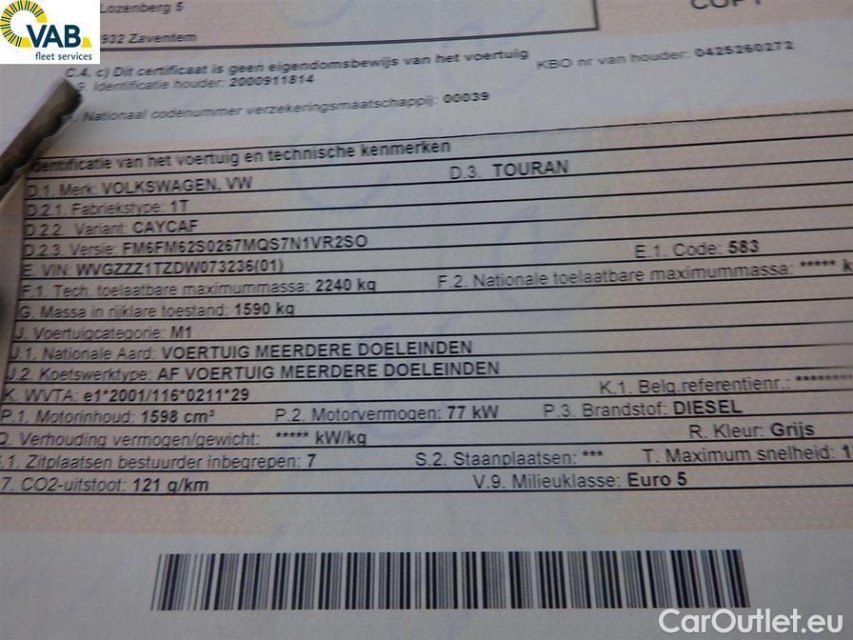 VAB
fleet services
Lozenberg 5
932 Zaventem
COPY
C.4. c) Dit certificaat is geen eigendomsbewijs van het voertuig
9. Identificatie houder: 2000911814
KBO nr van houder: 0425260272
Nationaal codenummer verzekeringsmaatschappij: 00039
Identificatie van het voertuig en technische kenmerken
D.1. Merk: VOLKSWAGEN, VW
D.3. TOURAN
D.2.1. Fabriekstype: 1T
D.2.2. Variant: CAYCAF
D.2.3. Versie: FM6FM62S0267MQS7N1VR2SO
E. VIN: WVGZZZ1TZDW073236(01)
E.1. Code: 583
F.1. Tech. toelaatbare maximummassa: 2240 kg
F.2. Nationale toelaatbare maximummassa: ***** k
G. Massa in rijklare toestand: 1590 kg
J. Voertuigcategorie: M1
J.1. Nationale Aard: VOERTUIG MEERDERE DOELEINDEN
J.2. Koetswerktype: AF VOERTUIG MEERDERE DOELEINDEN
K. WVTA: e1*2001/116*0211*29
K.1. Belg.referentienr.: ********
P.1. Motorinhoud: 1598 cm³
P.2. Motorvermogen: 77 kW
P.3. Brandstof: DIESEL
Q. Verhouding vermogen/gewicht: ***** kW/kg
R. Kleur: Grijs
S.1. Zitplaatsen bestuurder inbegrepen: 7
S.2. Staanplaatsen: ***
T. Maximum snelheid: 1
7. CO2-uitstoot: 121 g/km
V.9. Milieuklasse: Euro 5
CarOutlet.eu